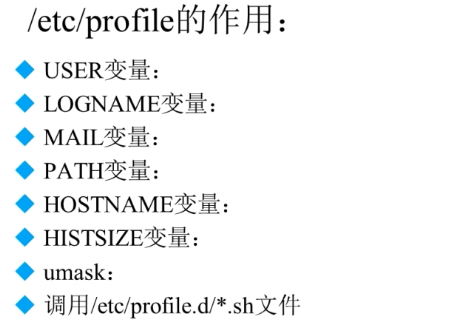 /etc/profile的作用：
USER变量：
LOGNAME变量：
MAIL变量：
PATH变量：
HOSTNAME变量：
HISTSIZE变量：
umask：
调用/etc/profile.d/*.sh文件